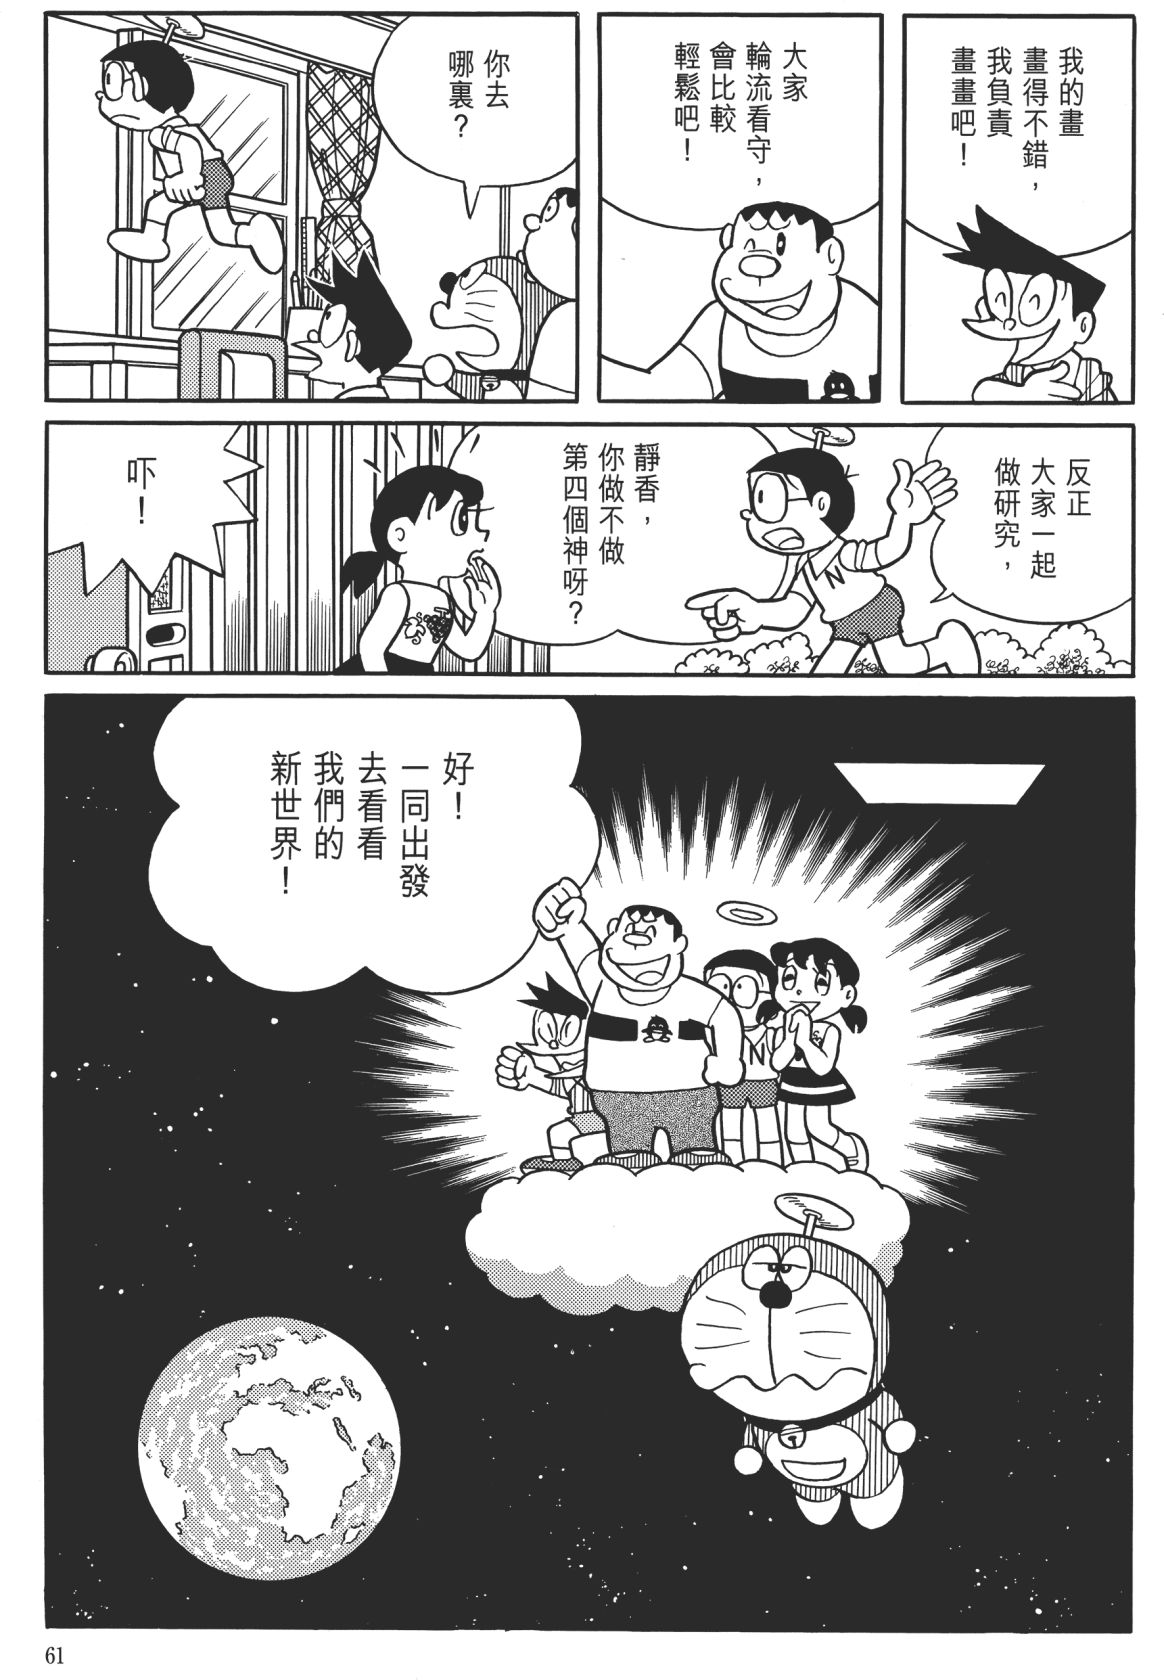 我的畫
畫得不錯，
我負責
畫畫吧！
大家
輪流看守，
會比較
輕鬆吧！
你去
哪裏？
反正
大家一起
做研究，
靜香，
你做不做
第四個神呀？
吓！
好！
一同出發
去看看
我們的
新世界！
N
N
61